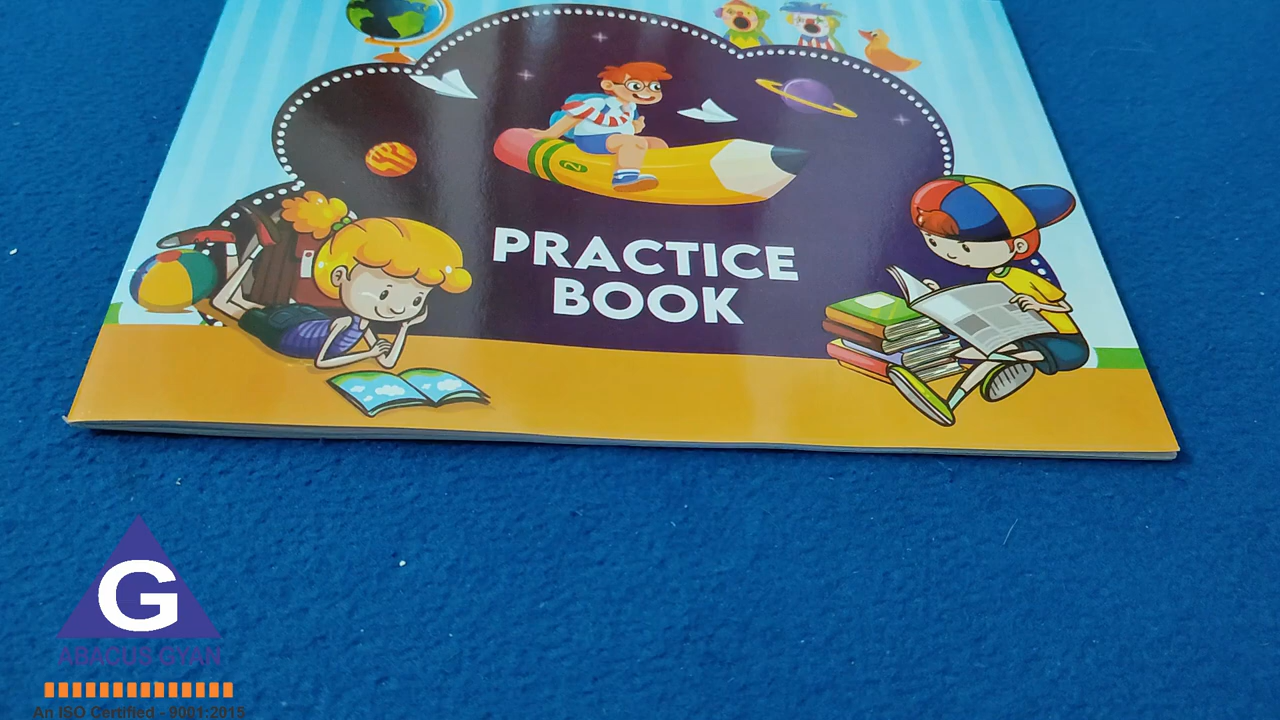 PRACTICE
BOOK
G
ABACUS GYAN
An ISO Certified - 9001:2015